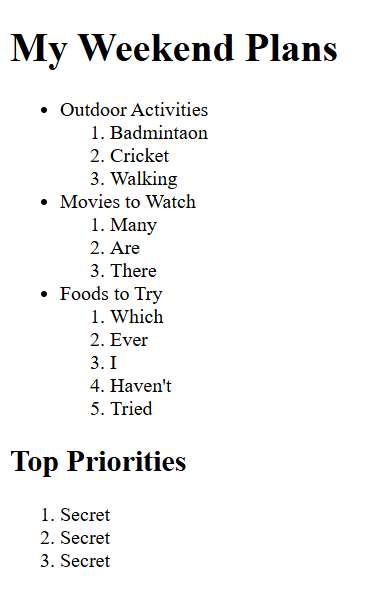 My Weekend Plans
• Outdoor Activities
1. Badmintaon
2. Cricket
3. Walking
• Movies to Watch
1. Many
2. Are
3. There
• Foods to Try
1. Which
2. Ever
3. I
4. Haven't
5. Tried
Top Priorities
1. Secret
2. Secret
3. Secret